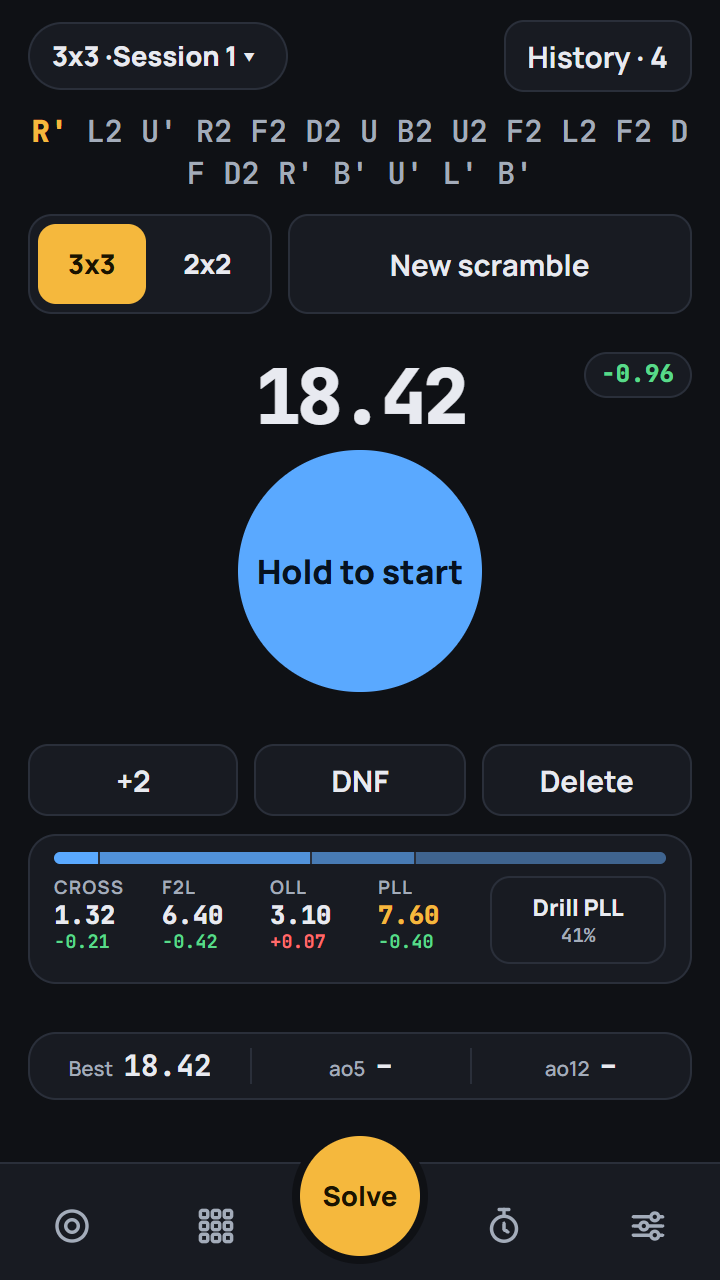 3x3 ·Session 1 ▾
History · 4
R' L2 U' R2 F2 D2 U B2 U2 F2 L2 F2 D
F D2 R' B' U' L' B'
3x3 2x2 New scramble
18.42
-0.96
Hold to start
+2 DNF Delete
CROSS F2L OLL PLL
1.32 6.40 3.10 7.60
-0.21 -0.42 +0.07 -0.40
Drill PLL
41%
Best 18.42 ao5 – ao12 –
Solve